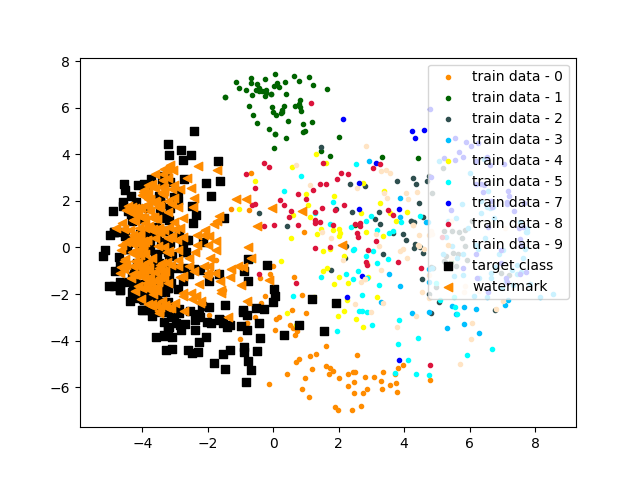 8
6
4
2
0
−2
−4
−6
−4
−2
0
2
4
6
8
train data - 0
train data - 1
train data - 2
train data - 3
train data - 4
train data - 5
train data - 7
train data - 8
train data - 9
target class
watermark